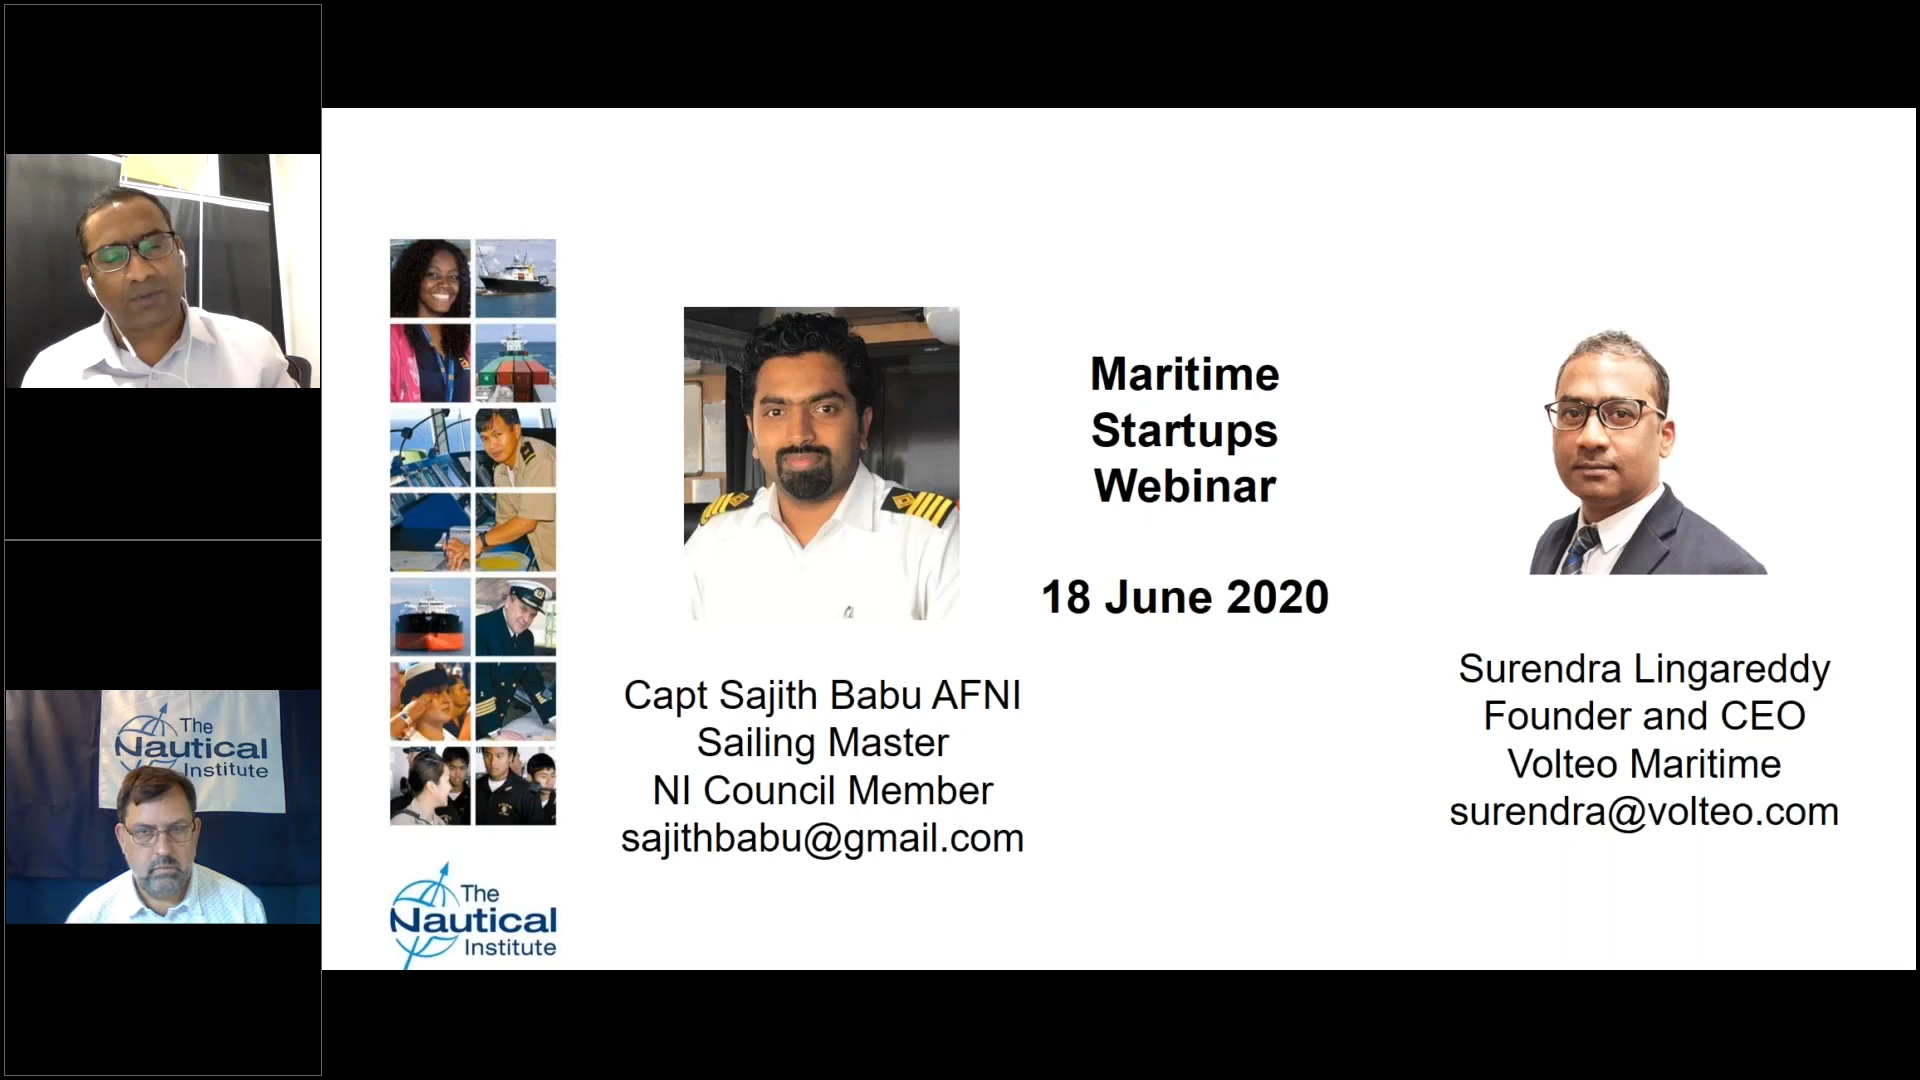 The
Nautical
Institute
The
Nautical
Institute
Capt Sajith Babu AFNI
Sailing Master
NI Council Member
sajithbabu@gmail.com
Maritime
Startups
Webinar
18 June 2020
Surendra Lingareddy
Founder and CEO
Volteo Maritime
surendra@volteo.com